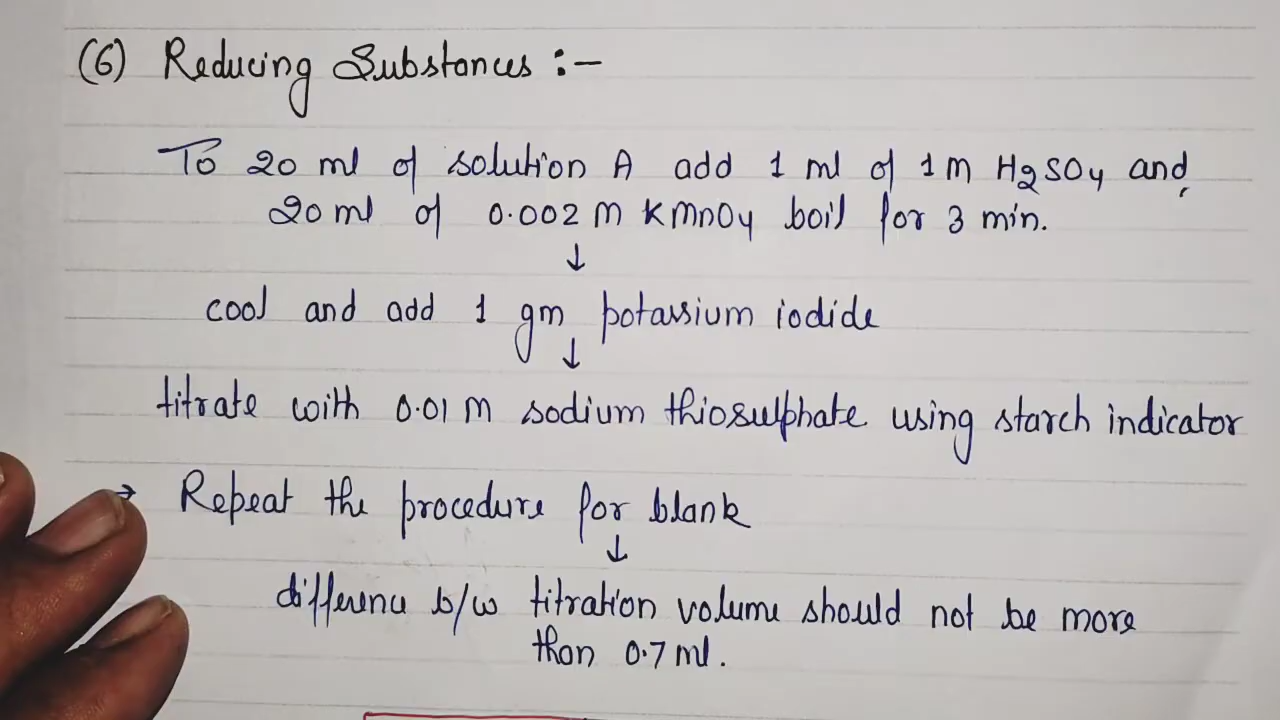 (6) Reducing Substances :-
To 20 ml of solution A add 1 ml of 1M H2SO4 and
20 ml of 0.002 M KMnO4 boil for 3 min.
↓
cool and add 1 gm potassium iodide
↓
titrate with 0.01 M sodium thiosulphate using starch indicator
→ Repeat the procedure for blank
↓
difference b/w titration volume should not be more
than 0.7 ml.